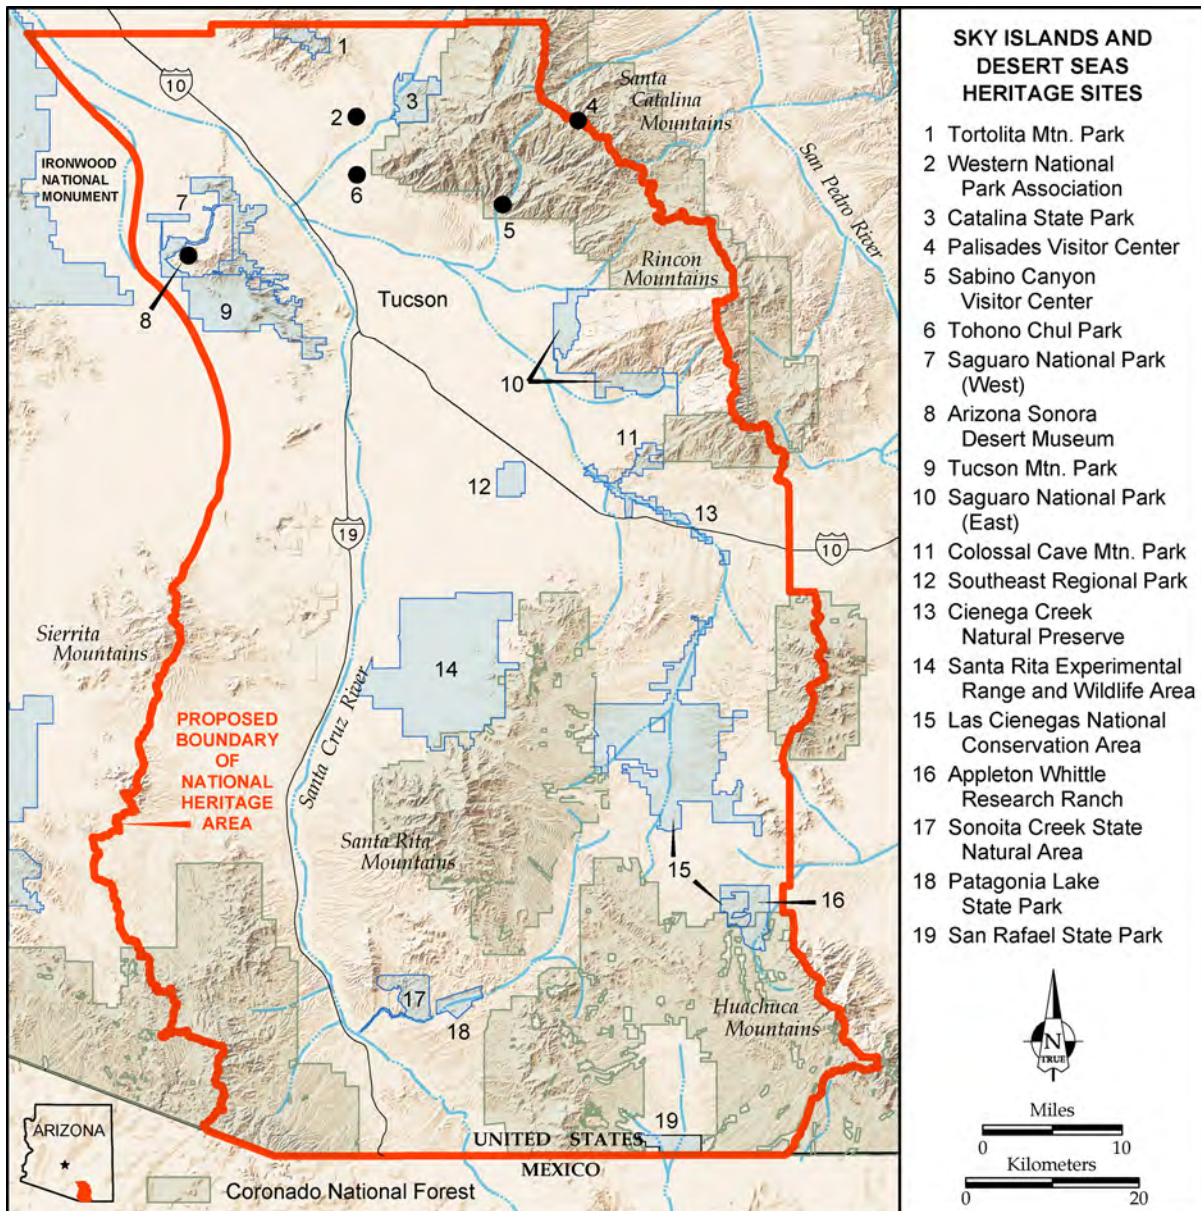 SKY ISLANDS AND
DESERT SEAS
HERITAGE SITES
1 Tortolita Mtn. Park
2 Western National
Park Association
3 Catalina State Park
4 Palisades Visitor Center
5 Sabino Canyon
Visitor Center
6 Tohono Chul Park
7 Saguaro National Park
(West)
8 Arizona Sonora
Desert Museum
9 Tucson Mtn. Park
10 Saguaro National Park
(East)
11 Colossal Cave Mtn. Park
12 Southeast Regional Park
13 Cienega Creek
Natural Preserve
14 Santa Rita Experimental
Range and Wildlife Area
15 Las Cienegas National
Conservation Area
16 Appleton Whittle
Research Ranch
17 Sonoita Creek State
Natural Area
18 Patagonia Lake
State Park
19 San Rafael State Park
N
TRUE
Miles
0 10
Kilometers
0 20
1
10
2
3
Santa
Catalina
Mountains
4
San Pedro River
IRONWOOD
NATIONAL
MONUMENT
7
6
5
Rincon
Mountains
8
9
Tucson
10
11
12
13
19
10
Sierrita
Mountains
14
Santa Cruz River
PROPOSED
BOUNDARY
OF
NATIONAL
HERITAGE
AREA
Santa Rita
Mountains
15
16
17
18
Huachuca
Mountains
19
UNITED STATES
MEXICO
ARIZONA
Coronado National Forest